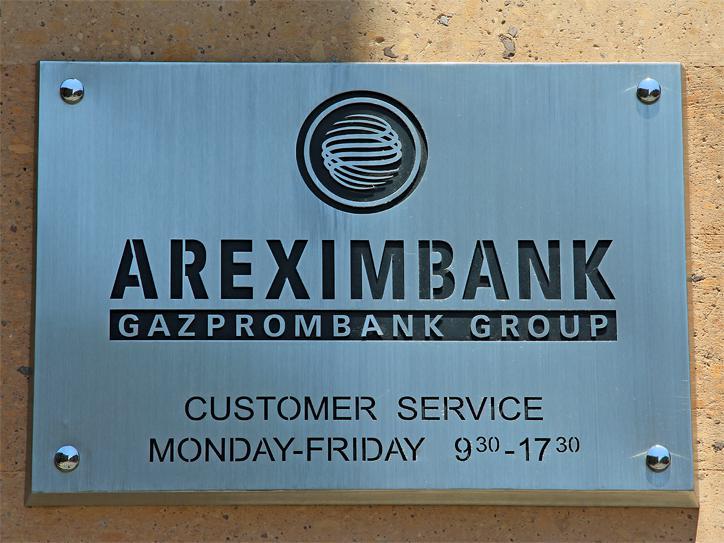 AREXIMBANK
GAZPROMBANK GROUP
CUSTOMER SERVICE
MONDAY-FRIDAY 9³⁰-17³⁰